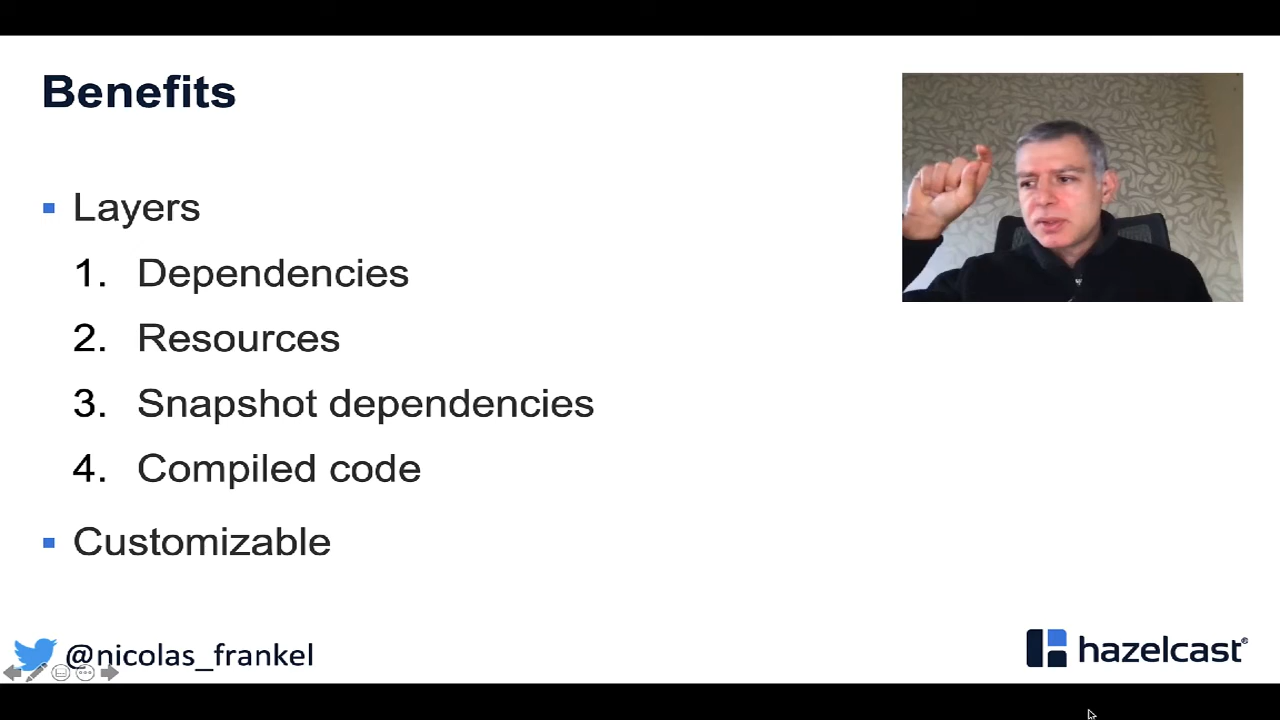 Benefits
Layers
1. Dependencies
2. Resources
3. Snapshot dependencies
4. Compiled code
Customizable
@nicolas_frankel
hazelcast®